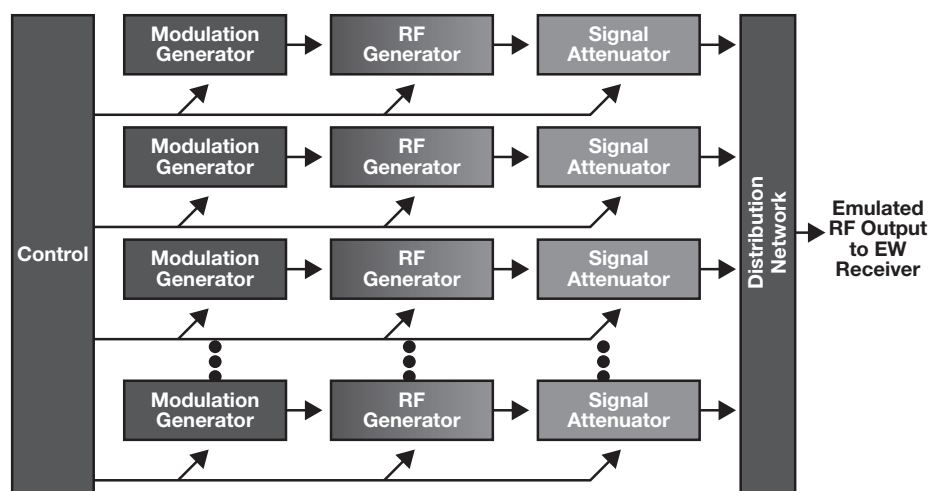 Control
Modulation
Generator
RF
Generator
Signal
Attenuator
Modulation
Generator
RF
Generator
Signal
Attenuator
Modulation
Generator
RF
Generator
Signal
Attenuator
Modulation
Generator
RF
Generator
Signal
Attenuator
Distribution
Network
Emulated
RF Output
to EW
Receiver